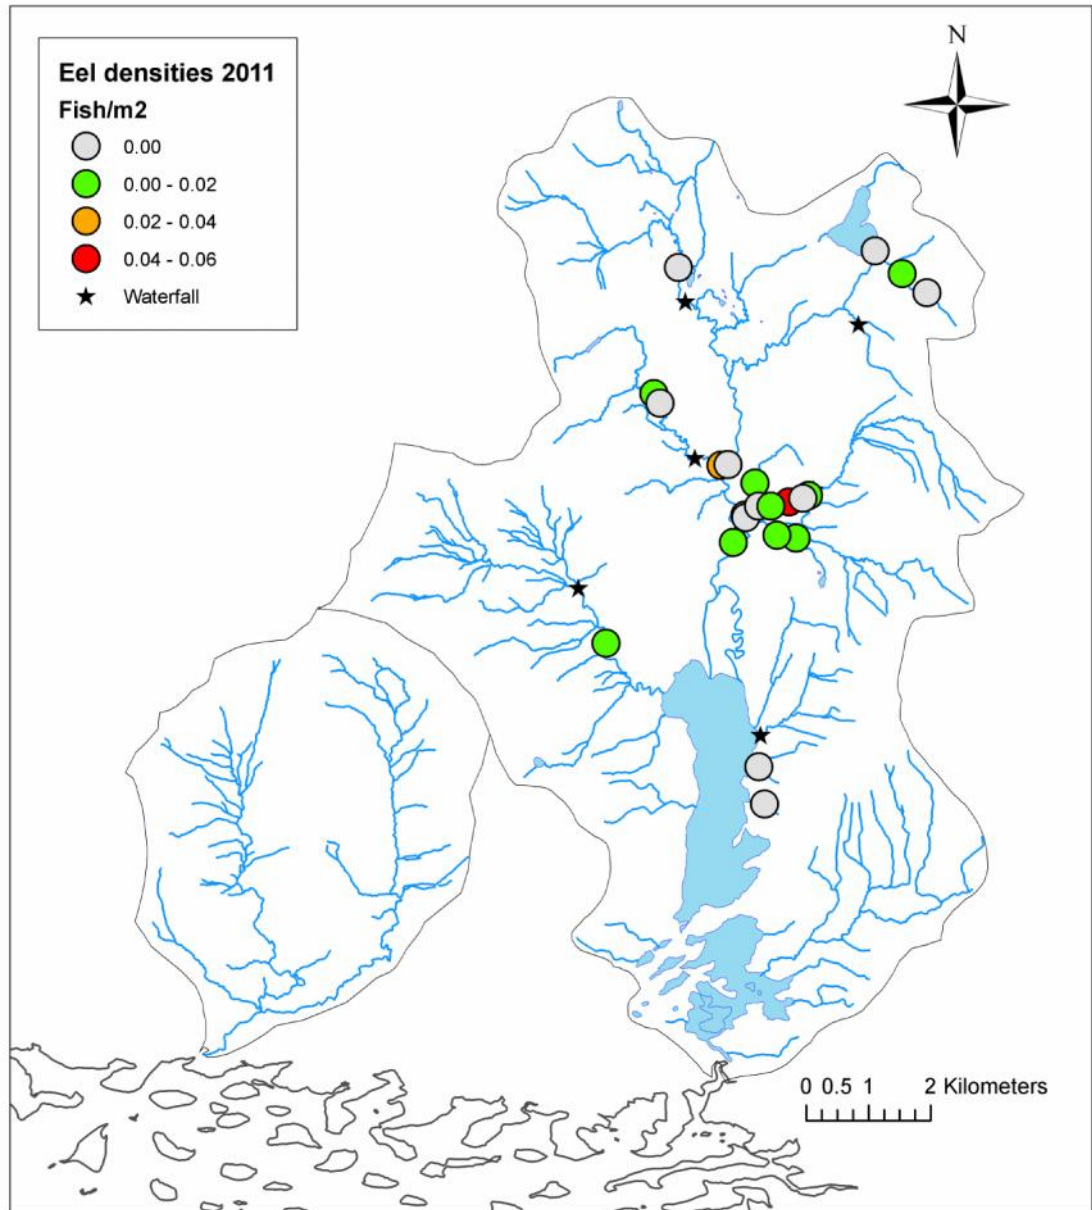 Eel densities 2011
Fish/m2
0.00
0.00 - 0.02
0.02 - 0.04
0.04 - 0.06
Waterfall
N
0 0.5 1 2 Kilometers